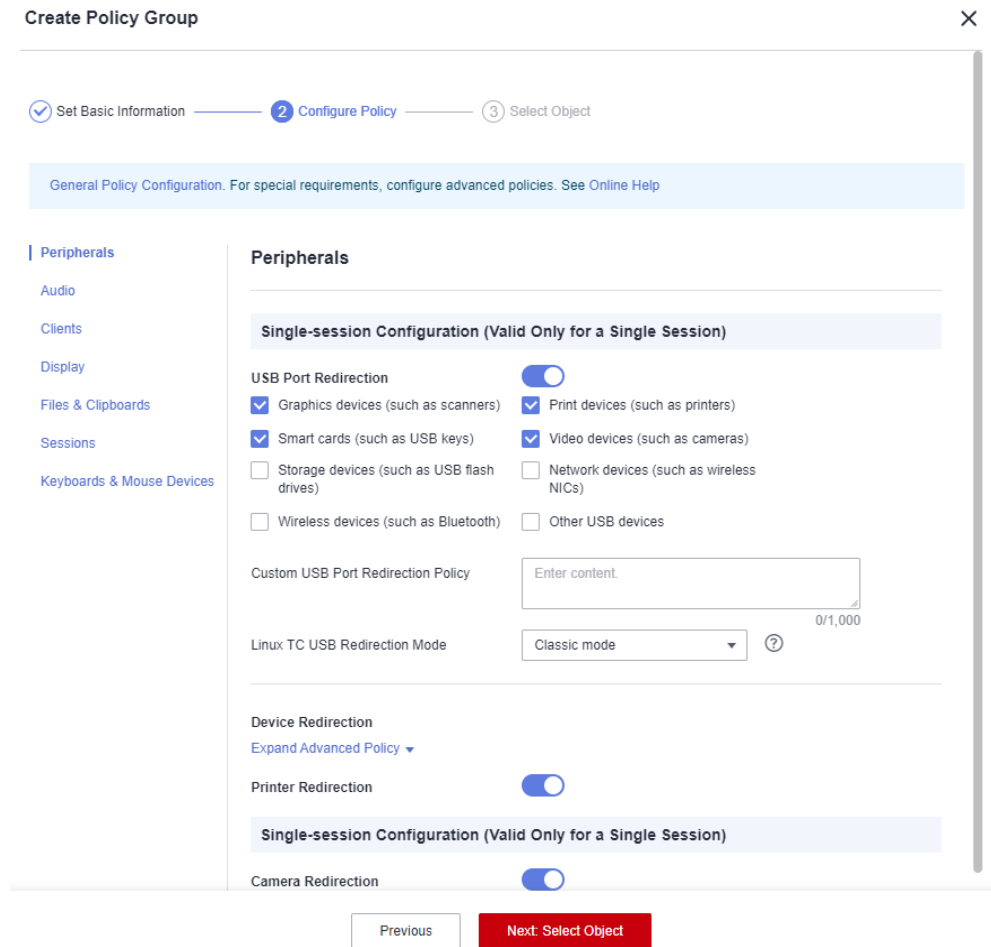 Create Policy Group
Set Basic Information
2 Configure Policy
3 Select Object
General Policy Configuration. For special requirements, configure advanced policies. See Online Help
Peripherals
Audio
Clients
Display
Files & Clipboards
Sessions
Keyboards & Mouse Devices
Peripherals
Single-session Configuration (Valid Only for a Single Session)
USB Port Redirection
Graphics devices (such as scanners)
Print devices (such as printers)
Smart cards (such as USB keys)
Video devices (such as cameras)
Storage devices (such as USB flash
drives)
Network devices (such as wireless
NICs)
Wireless devices (such as Bluetooth)
Other USB devices
Custom USB Port Redirection Policy
Enter content.
0/1,000
Linux TC USB Redirection Mode
Classic mode
?
Device Redirection
Expand Advanced Policy
Printer Redirection
Single-session Configuration (Valid Only for a Single Session)
Camera Redirection
Previous
Next: Select Object